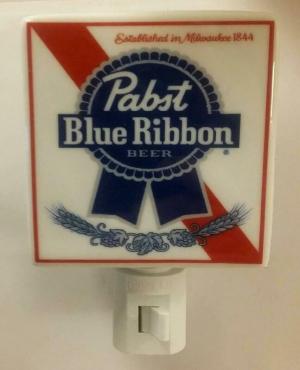 Established in Milwaukee 1844
Pabst
Blue Ribbon
BEER
®